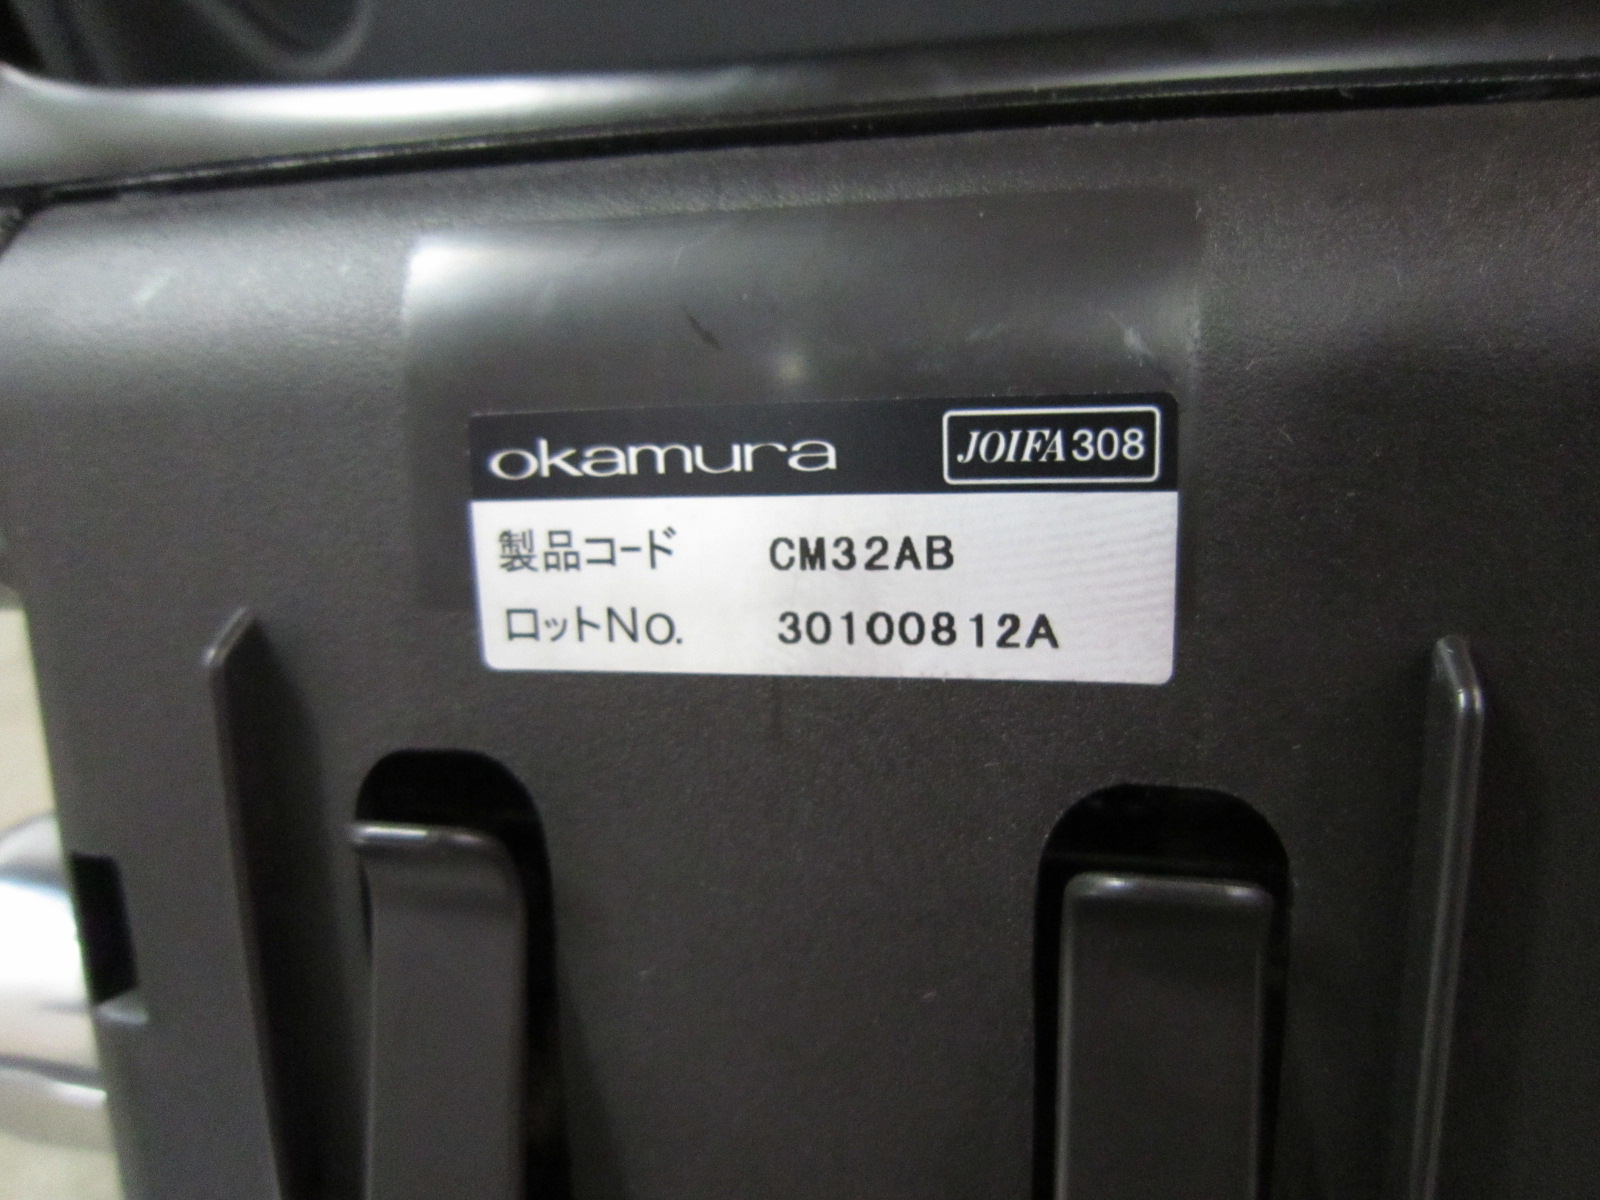 okamura JOIFA308
製品コード CM32AB
ロットNo. 30100812A